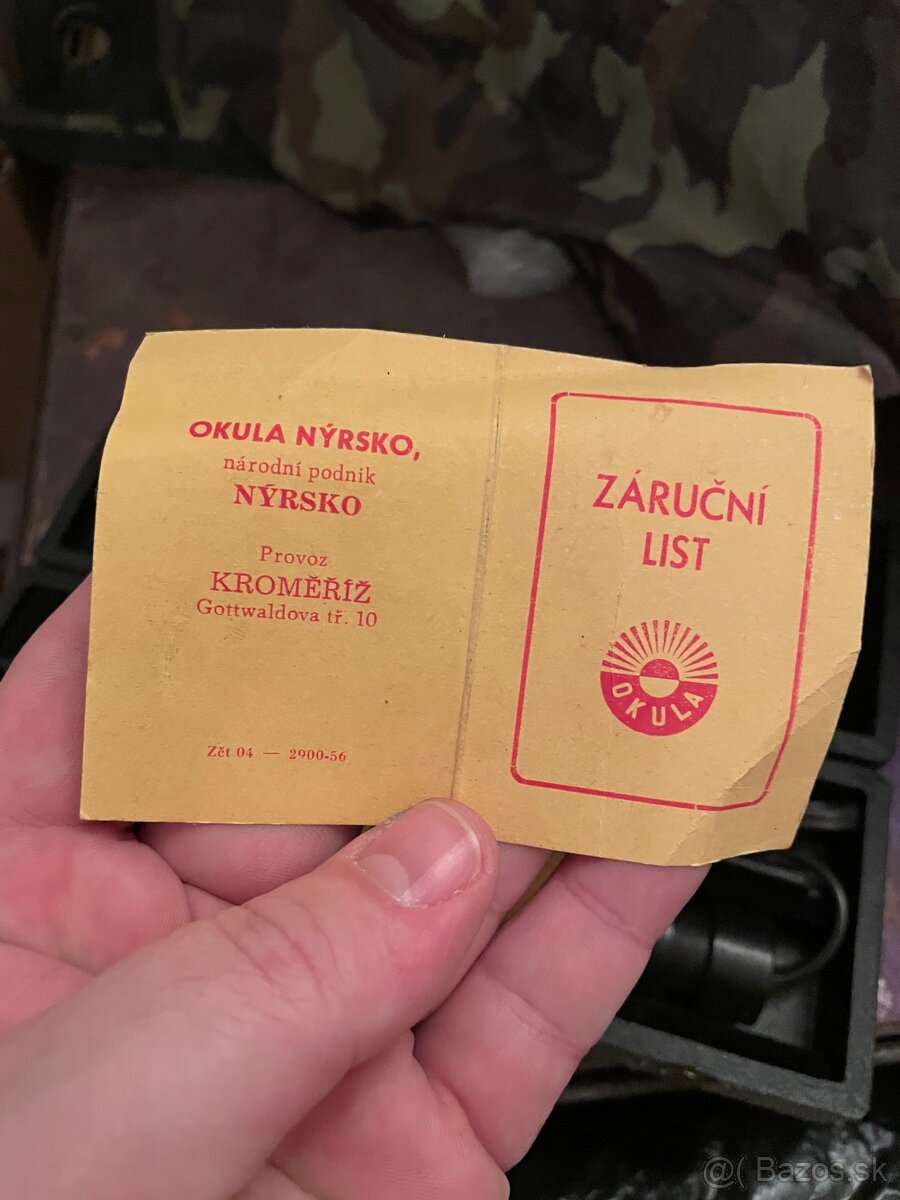 OKULA NÝRSKO,
národní podnik
NÝRSKO
Provoz
KROMĚŘÍŽ
Gottwaldova tř. 10
Zčt 04 — 2900-56
ZÁRUČNÍ
LIST
OKULA
@( Bazos.sk